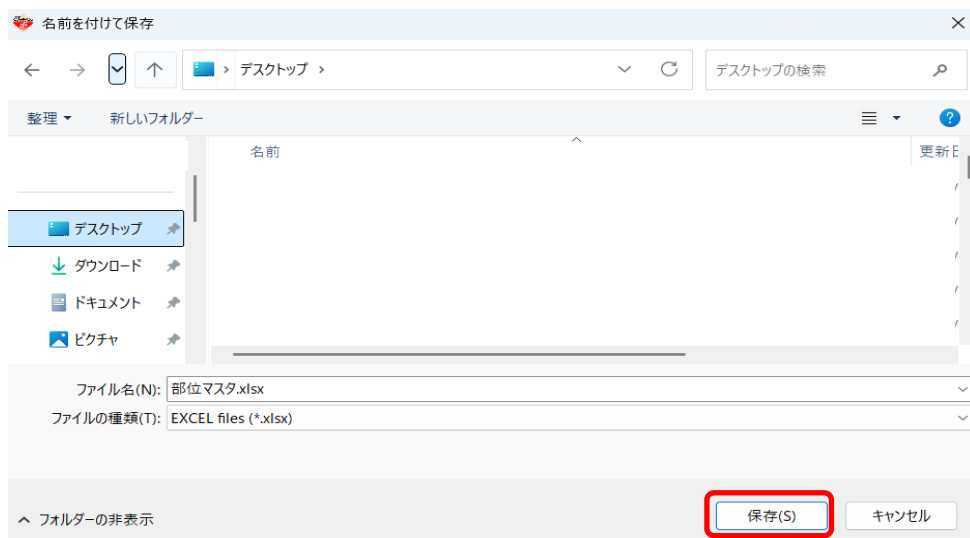 名前を付けて保存
デスクトップ
デスクトップの検索
整理
新しいフォルダー
名前
更新日
デスクトップ
ダウンロード
ドキュメント
ピクチャ
ファイル名(N): 部位マスタ.xlsx
ファイルの種類(T): EXCEL files (*.xlsx)
フォルダーの非表示
保存(S)
キャンセル